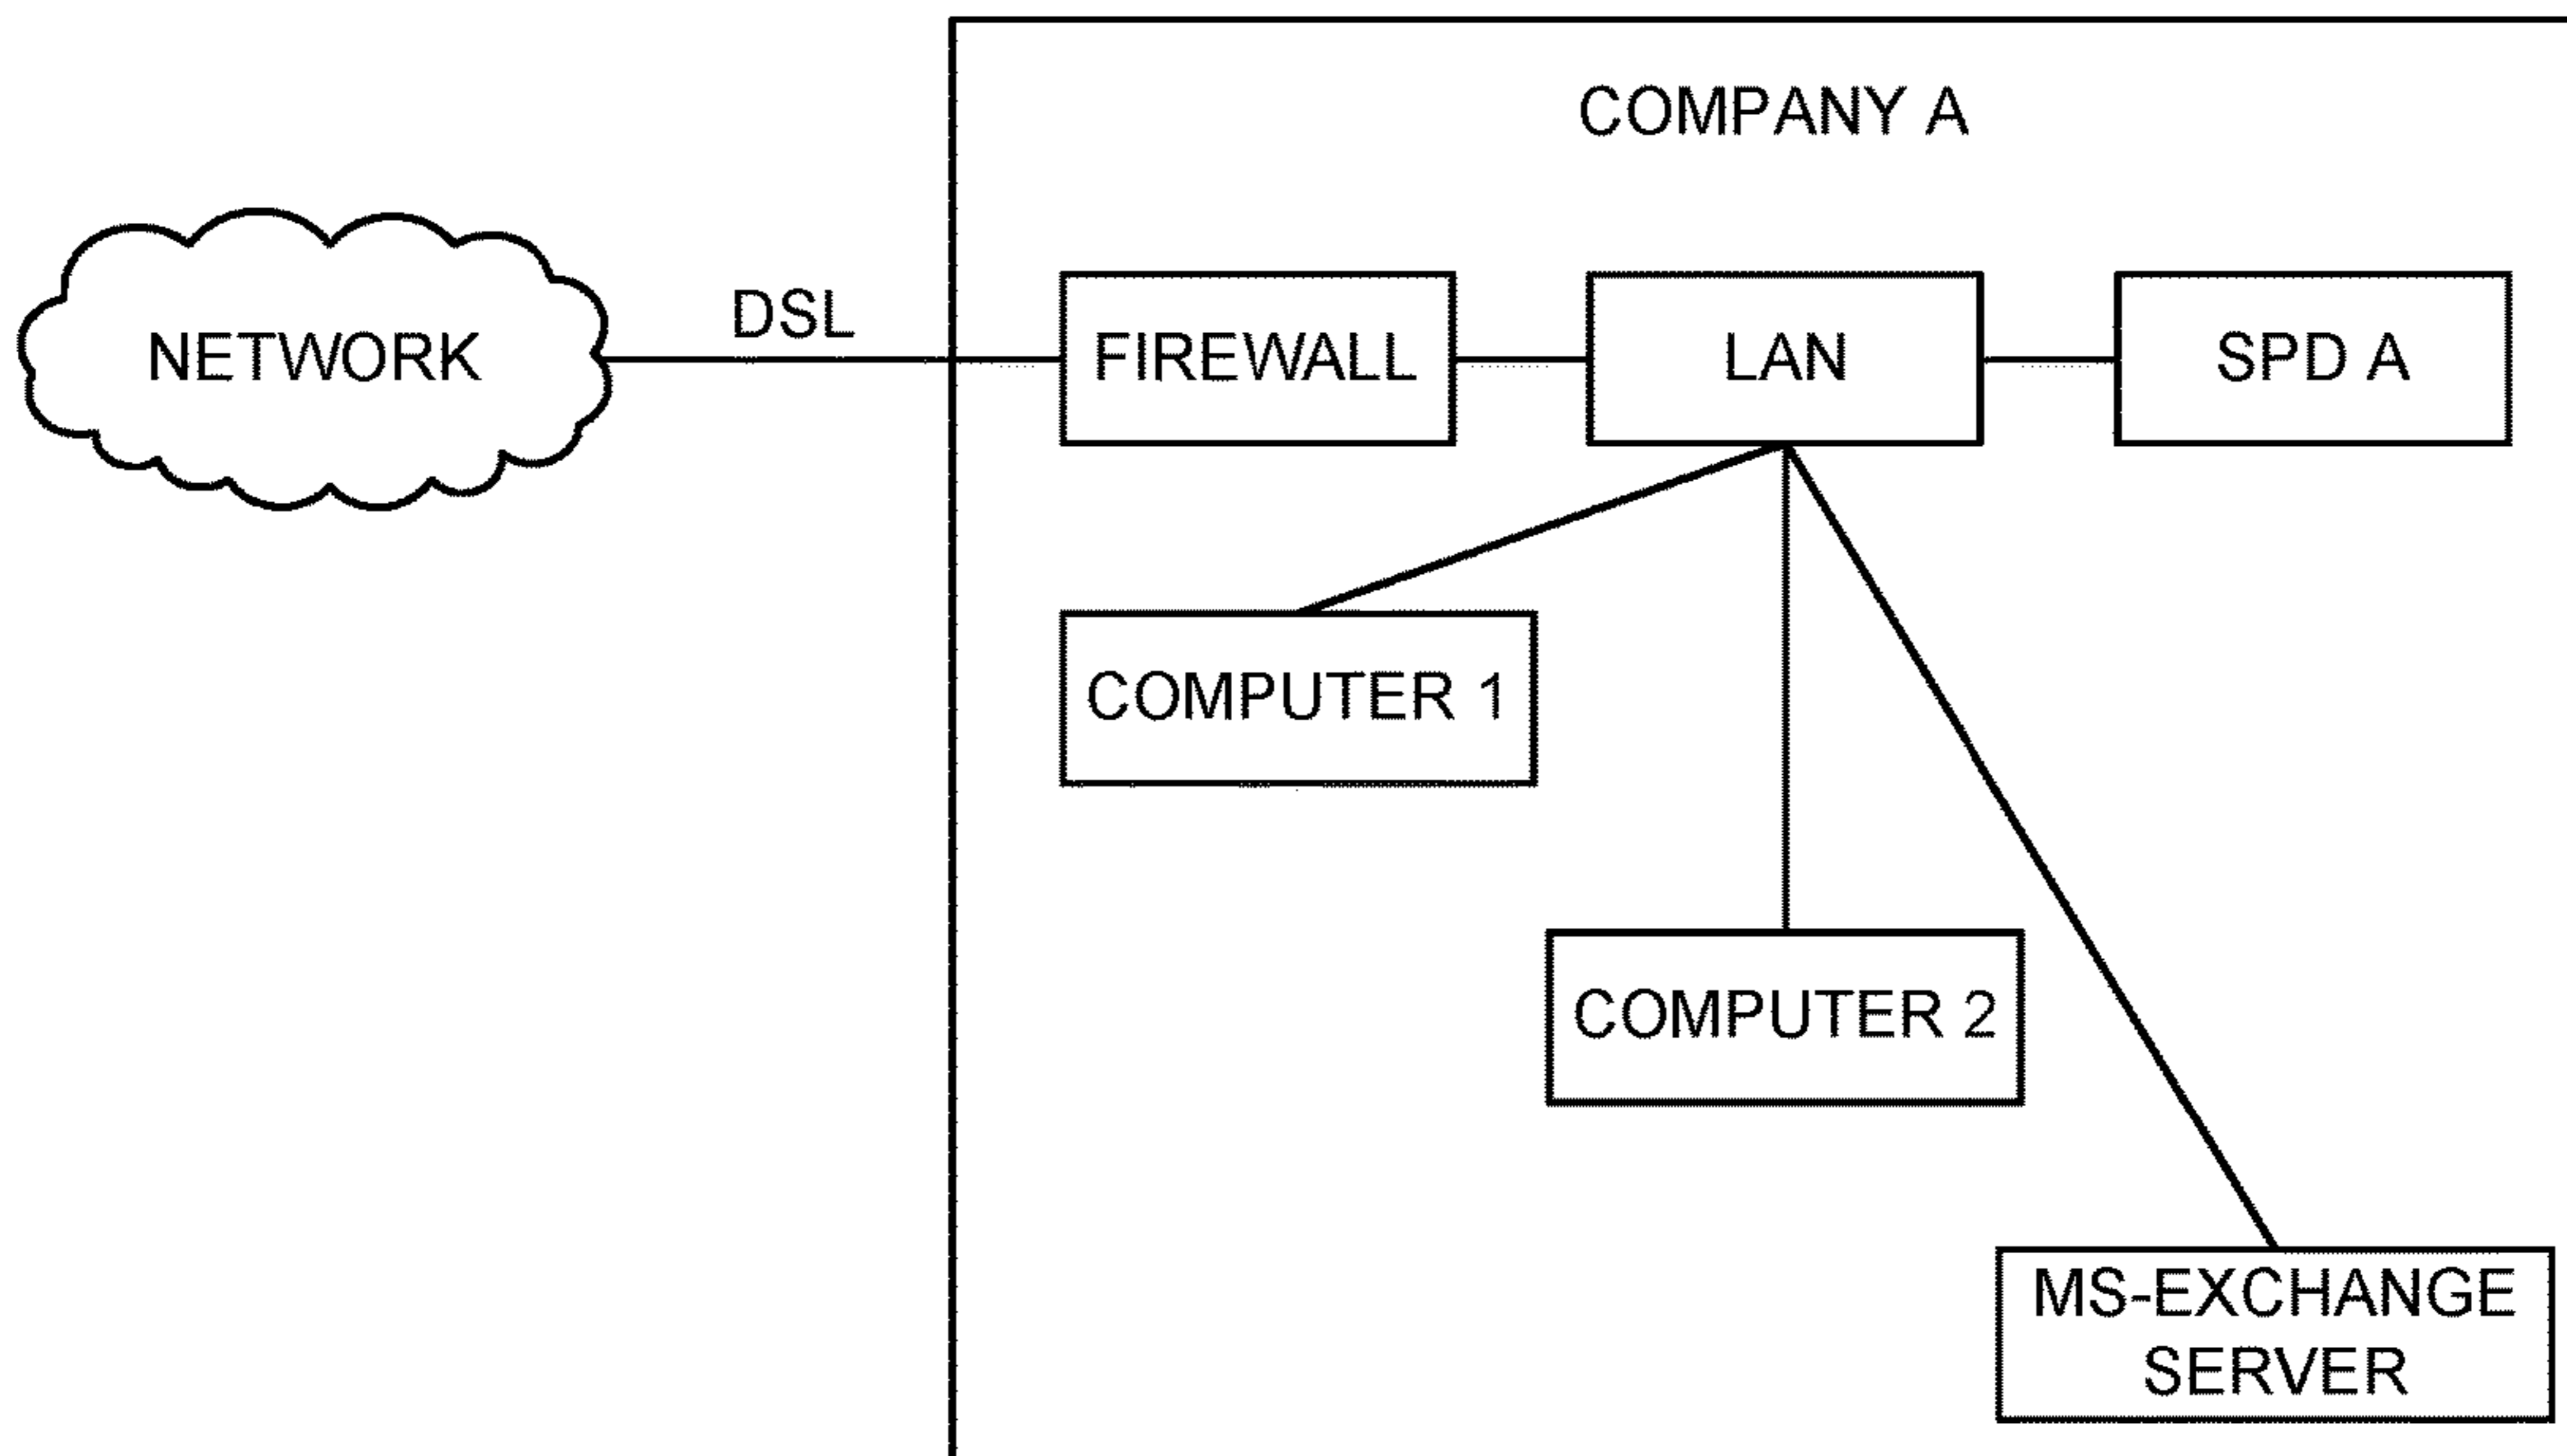 COMPANY A
NETWORK
DSL
FIREWALL
LAN
SPD A
COMPUTER 1
COMPUTER 2
MS-EXCHANGE
SERVER